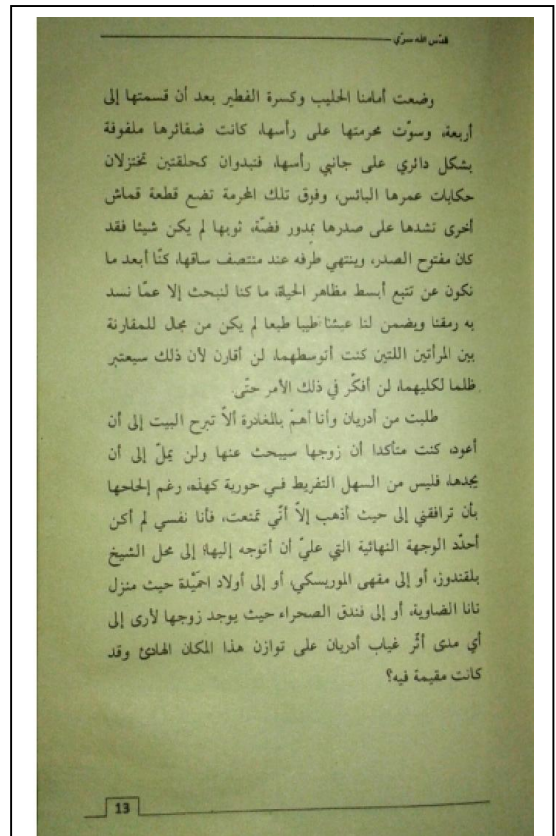 قدّس الله سرّي
وضعت أمامنا الحليب وكسرة الفطير بعد أن قسمتها إلى
أربعة، وسوّت محرمتها على رأسها، كانت ضفائرها ملفوفة
بشكل دائري على جانبي رأسها، فتبدوان كحلقتين تختزلان
حكايات عمرها البائس، وفوق تلك المحرمة تضع قطعة قماش
أخرى تشدها على صدرها بمدور فضّة، ثوبها لم يكن شيئا فقد
كان مفتوح الصدر، وينتهي طرفه عند منتصف ساقها، كنّا أبعد ما
نكون عن تتبع أبسط مظاهر الحياة، ما كنا لنبحث إلا عمّا نسد
به رمقنا ويضمن لنا عيشا طيبا طبعا لم يكن من مجال للمقارنة
بين المرأتين اللتين كنت أتوسطهما، لن أقارن لأن ذلك سيعتبر
ظلما لكليهما، لن أفكّر في ذلك الأمر حتّى.
طلبت من أدريان وأنا أهمّ بالمغادرة ألاّ تبرح البيت إلى أن
أعود، كنت متأكدا أن زوجها سيبحث عنها ولن يملّ إلى أن
يجدها، فليس من السهل التفريط في حورية كهذه، رغم إلحاحها
بأن ترافقني إلى حيث أذهب إلاّ أنّي تمنعت، فأنا نفسي لم أكن
أحدّد الوجهة النهائية التي عليّ أن أتوجه إليها؛ إلى محل الشيخ
بلقندوز، أو إلى مقهى الموريسكي، أو إلى أولاد احمَيْدة حيث منزل
نانا الضاوية، أو إلى فندق الصحراء حيث يوجد زوجها لأرى إلى
أي مدى أثّر غياب أدريان على توازن هذا المكان الهادئ وقد
كانت مقيمة فيه؟
13